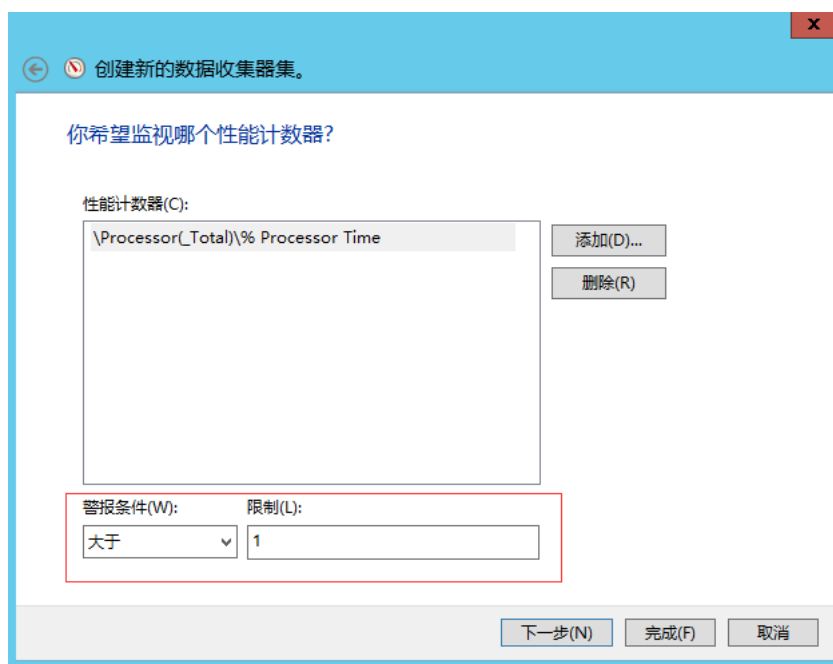 x
创建新的数据收集器集。
你希望监视哪个性能计数器?
性能计数器(C):
\Processor(_Total)\% Processor Time
添加(D)...
删除(R)
警报条件(W): 限制(L):
大于 1
下一步(N) 完成(F) 取消